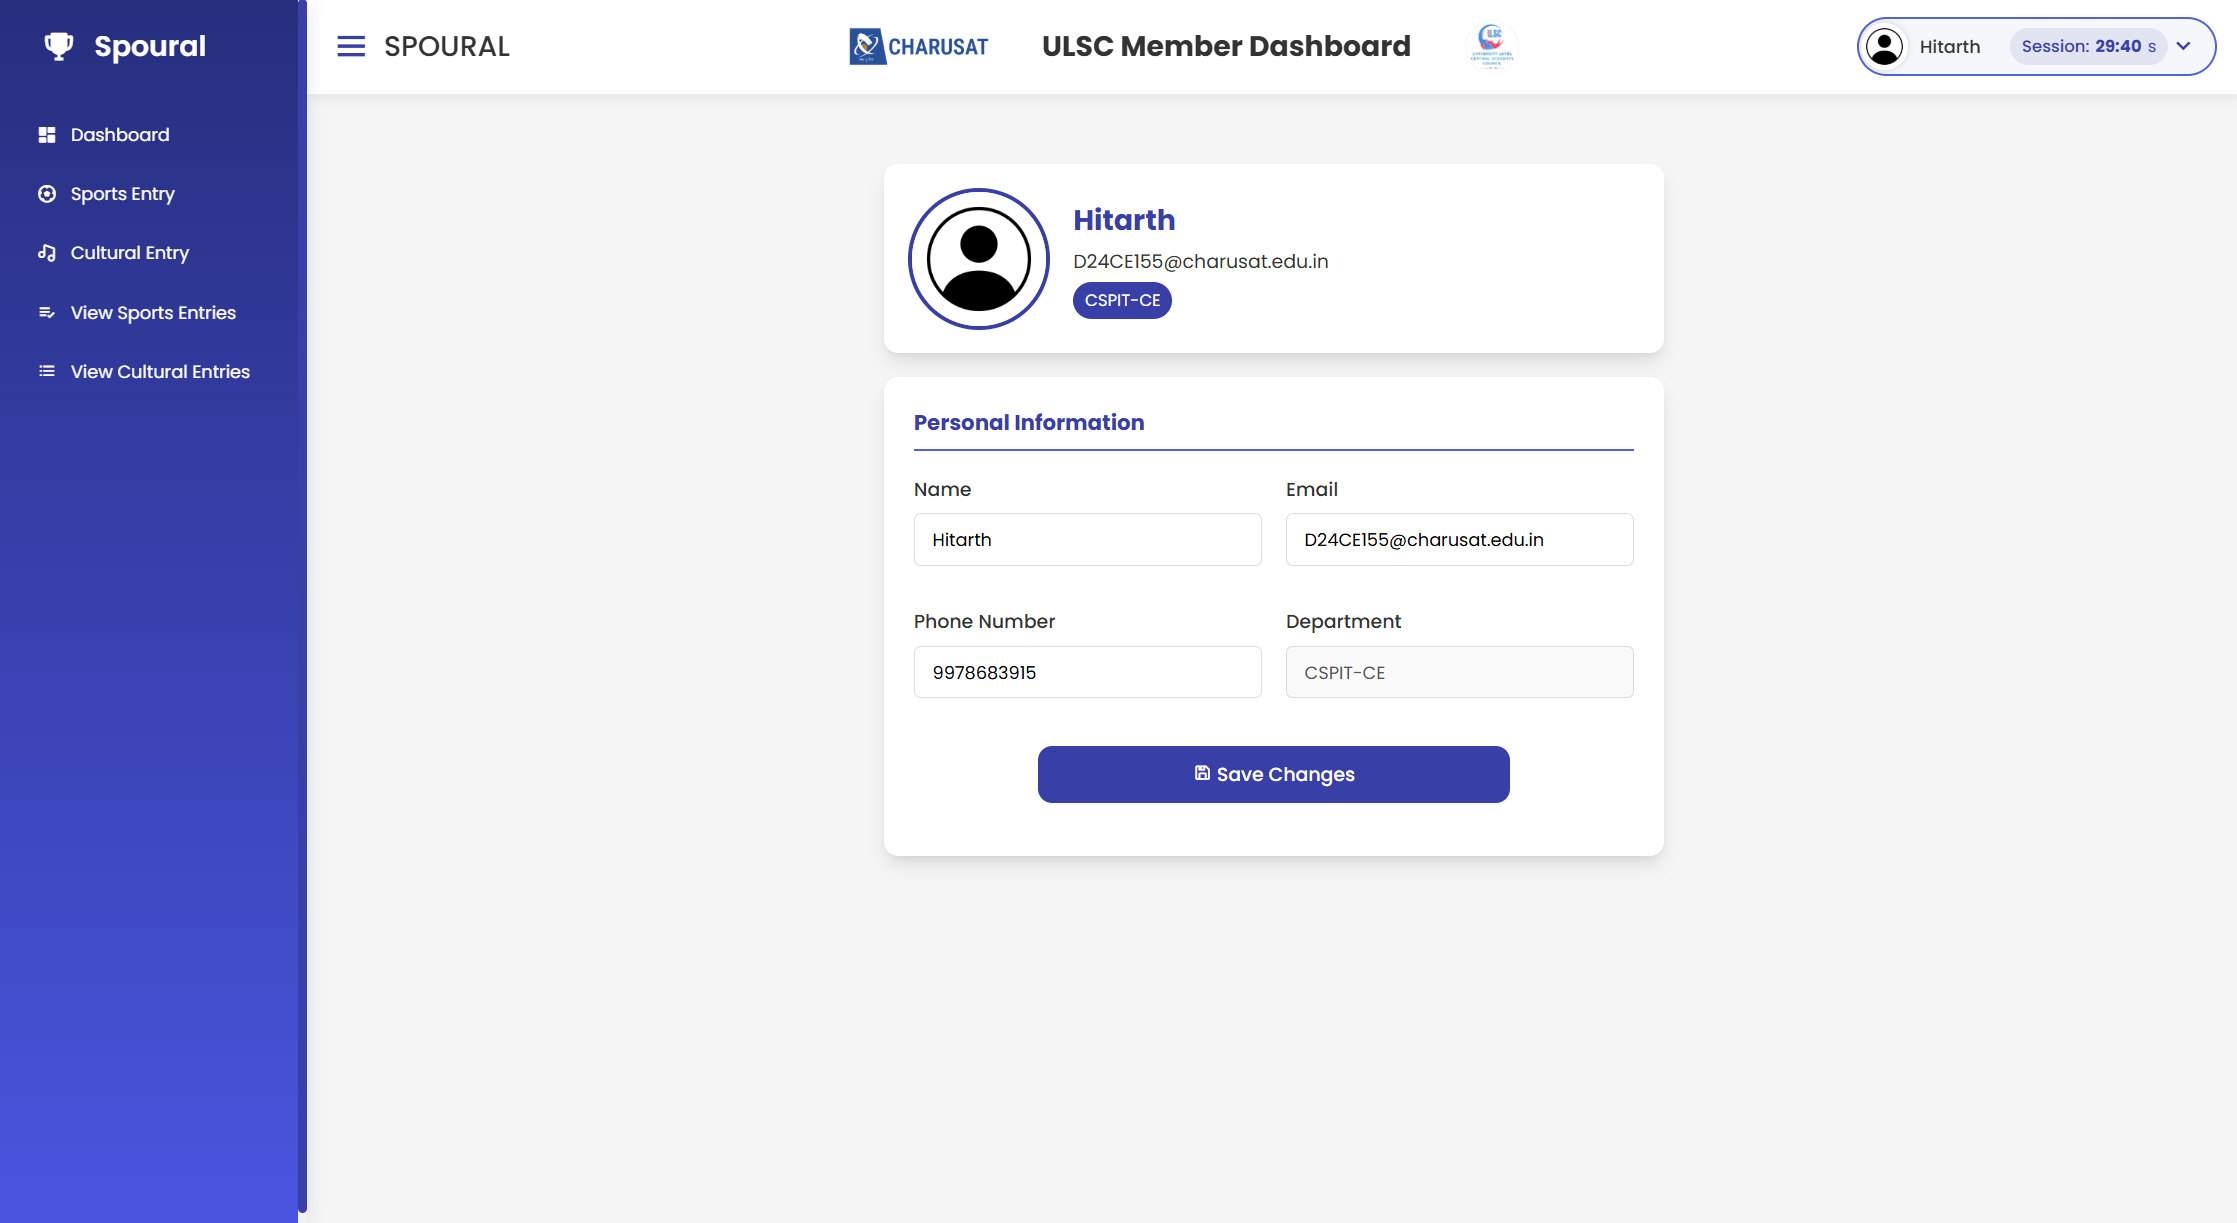 Spoural
Dashboard
Sports Entry
Cultural Entry
View Sports Entries
View Cultural Entries
SPOURAL
CHARUSAT
ULSC Member Dashboard
ULSC
Hitarth
Session: 29:40 s
Hitarth
D24CE155@charusat.edu.in
CSPIT-CE
Personal Information
Name
Email
Hitarth
D24CE155@charusat.edu.in
Phone Number
Department
9978683915
CSPIT-CE
Save Changes